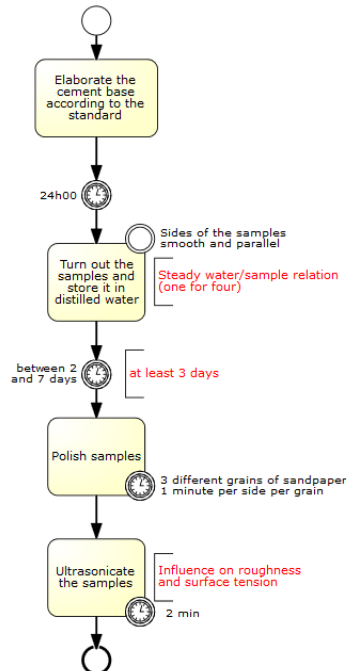 Elaborate the
cement base
according to the
standard
24h00
Sides of the samples
smooth and parallel
Turn out the
samples and
store it in
distilled water
Steady water/sample relation
(one for four)
between 2
and 7 days
at least 3 days
Polish samples
3 different grains of sandpaper
1 minute per side per grain
Ultrasonicate
the samples
Influence on roughness
and surface tension
2 min